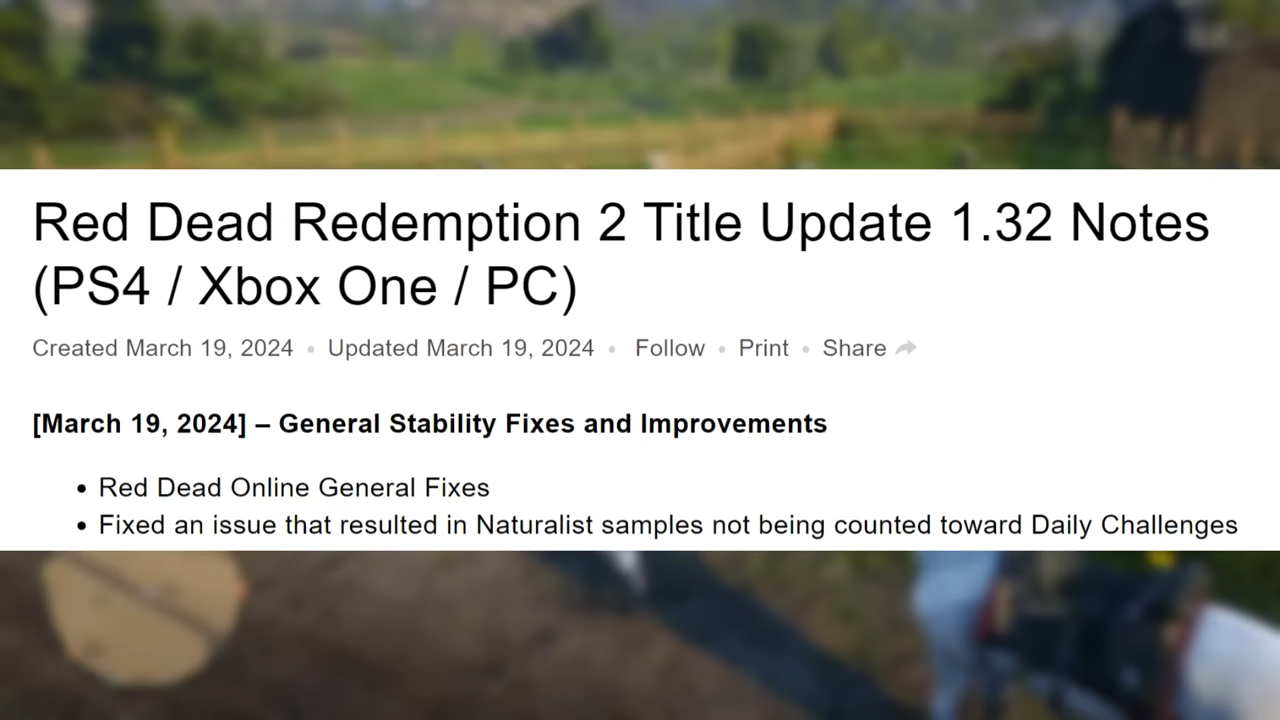 Red Dead Redemption 2 Title Update 1.32 Notes
(PS4 / Xbox One / PC)
Created March 19, 2024 • Updated March 19, 2024 • Follow • Print • Share
[March 19, 2024] – General Stability Fixes and Improvements
• Red Dead Online General Fixes
• Fixed an issue that resulted in Naturalist samples not being counted toward Daily Challenges